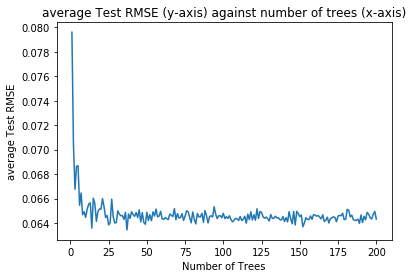 average Test RMSE (y-axis) against number of trees (x-axis)
0.080
0.078
0.076
0.074
0.072
0.070
0.068
0.066
0.064
average Test RMSE
0 25 50 75 100 125 150 175 200
Number of Trees